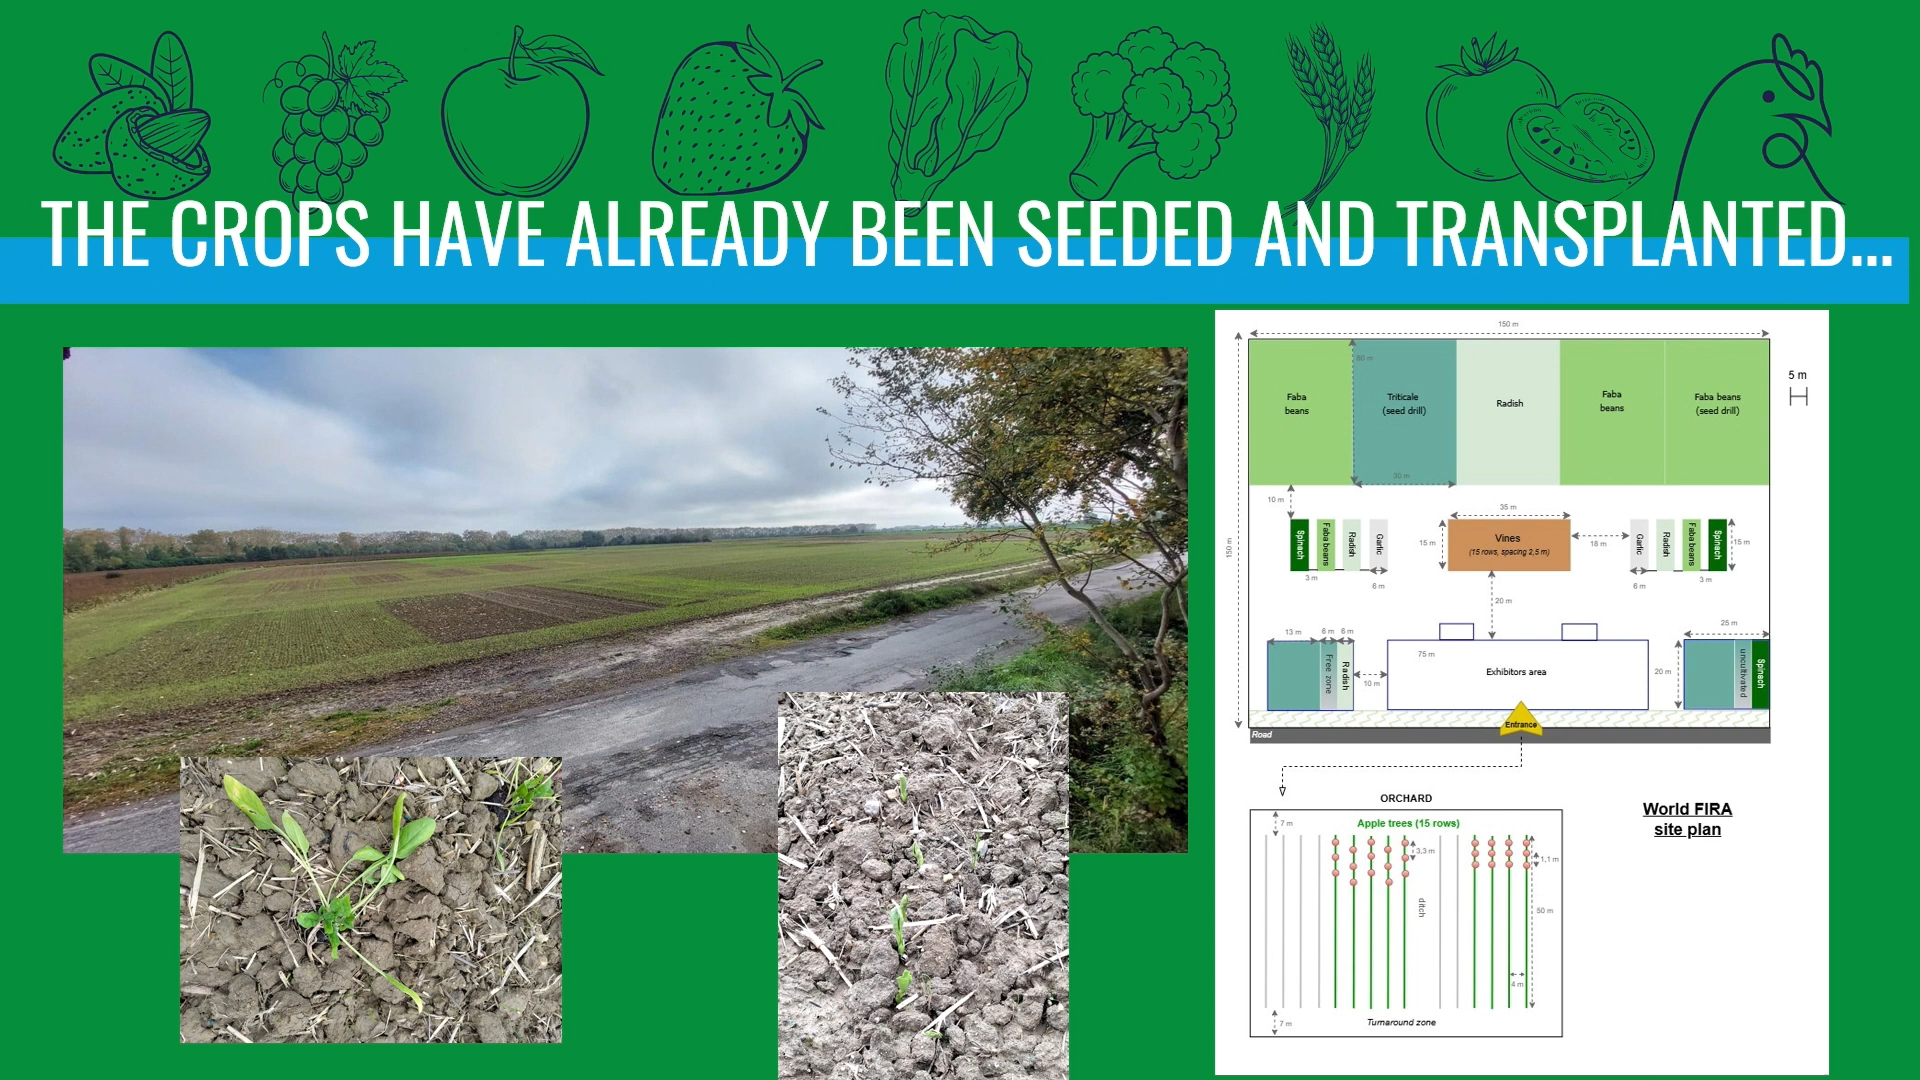 THE CROPS HAVE ALREADY BEEN SEEDED AND TRANSPLANTED...
150 m
5 m
150 m
80 m
Faba
beans
Triticale
(seed drill)
Radish
Faba
beans
Faba beans
(seed drill)
30 m
10 m
Spinach
Faba beans
Radish
Garlic
3 m
6 m
35 m
15 m
Vines
(15 rows, spacing 2,5 m)
18 m
Garlic
Radish
Faba beans
Spinach
15 m
6 m
3 m
20 m
13 m
6 m
6 m
Free zone
Radish
10 m
75 m
Exhibitors area
25 m
20 m
uncultivated
Spinach
Entrance
Road
ORCHARD
World FIRA
site plan
7 m
Apple trees (15 rows)
3,3 m
1,1 m
ditch
50 m
4 m
7 m
Turnaround zone